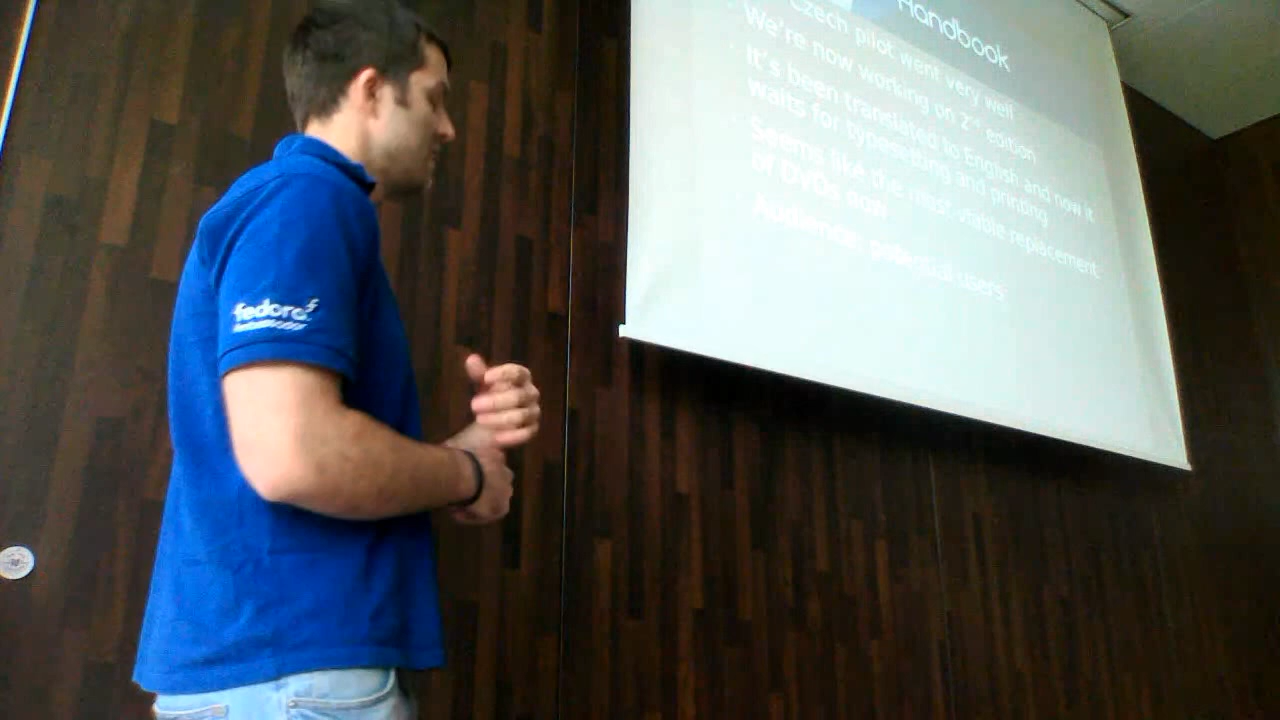 Handbook
Czech pilot went very well
We're now working on 2nd edition
It's been translated to English and now it
waits for typesetting and printing
Seems like the most viable replacement
of DVDs now
Audience: potential users
fedora